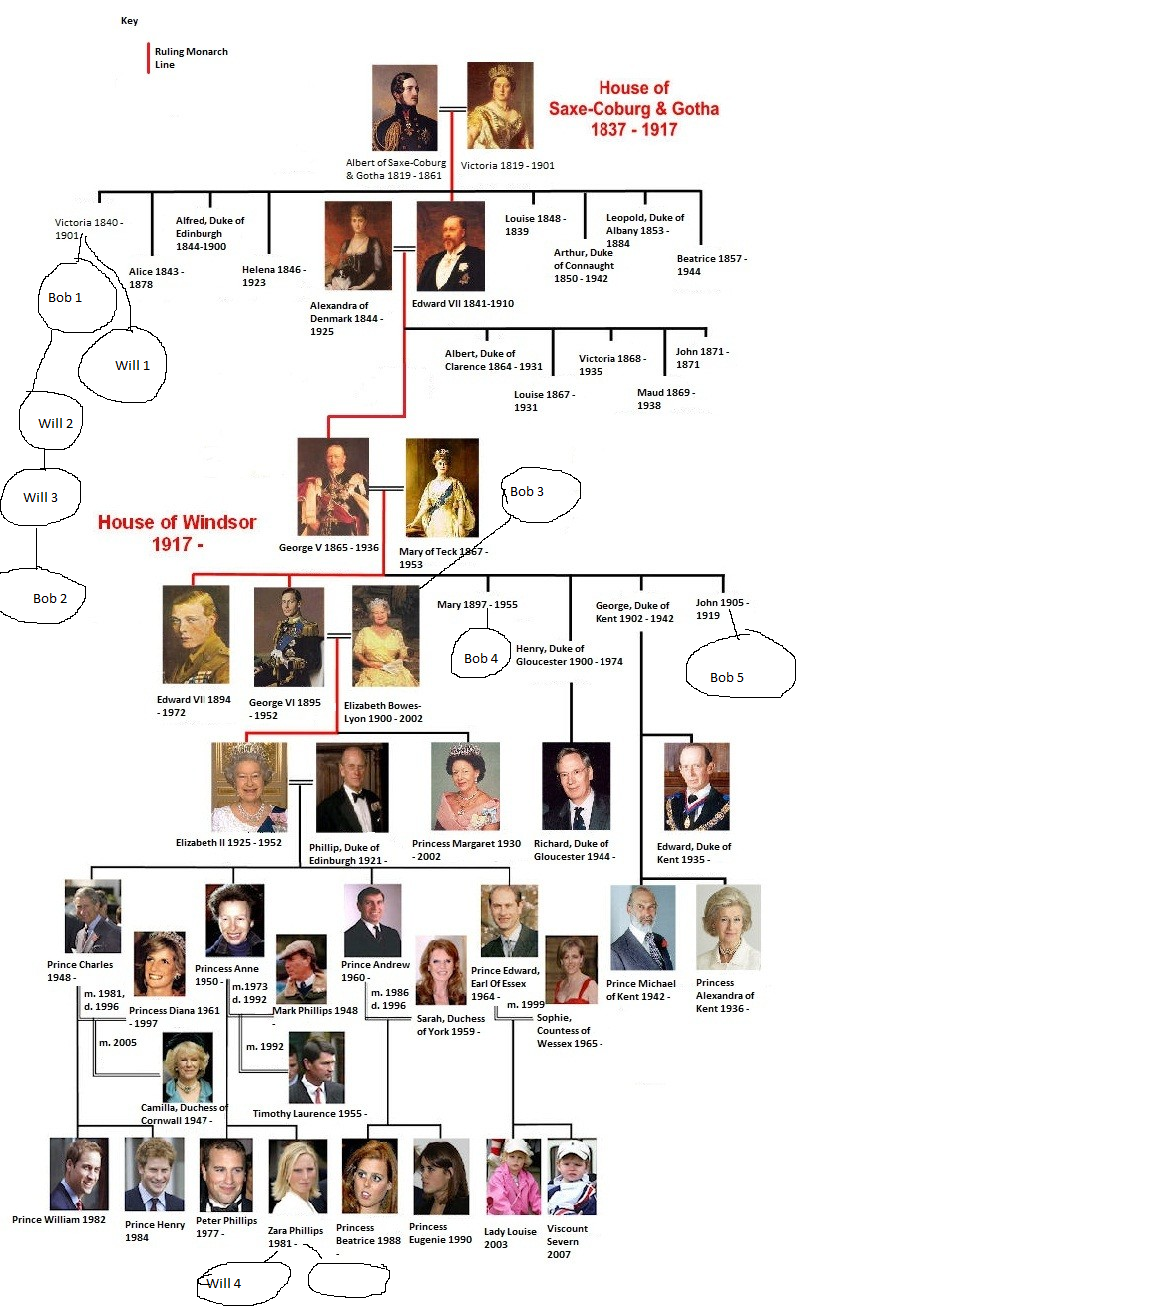 Key
Ruling Monarch
Line
House of
Saxe-Coburg & Gotha
1837 - 1917
Albert of Saxe-Coburg
& Gotha 1819 - 1861
Victoria 1819 - 1901
Victoria 1840 -
1901
Alice 1843 -
1878
Alfred, Duke of
Edinburgh
1844-1900
Helena 1846 -
1923
Alexandra of
Denmark 1844 -
1925
Edward VII 1841-1910
Louise 1848 -
1839
Arthur, Duke
of Connaught
1850 - 1942
Leopold, Duke of
Albany 1853 -
1884
Beatrice 1857 -
1944
Bob 1
Will 1
Albert, Duke of
Clarence 1864 - 1931
Louise 1867 -
1931
Victoria 1868 -
1935
Maud 1869 -
1938
John 1871 -
1871
Will 2
Will 3
Bob 2
House of Windsor
1917 -
George V 1865 - 1936
Mary of Teck 1867 -
1953
Bob 3
Edward VII 1894
- 1972
George VI 1895
- 1952
Elizabeth Bowes-
Lyon 1900 - 2002
Mary 1897 - 1955
Bob 4
Henry, Duke of
Gloucester 1900 - 1974
George, Duke of
Kent 1902 - 1942
John 1905 -
1919
Bob 5
Elizabeth II 1925 - 1952
Phillip, Duke of
Edinburgh 1921 -
Princess Margaret 1930
- 2002
Richard, Duke of
Gloucester 1944 -
Edward, Duke of
Kent 1935 -
Prince Charles
1948 -
m. 1981,
d. 1996
Princess Diana 1961
- 1997
m. 2005
Camilla, Duchess of
Cornwall 1947 -
Princess Anne
1950 -
m.1973
d. 1992
Mark Phillips 1948
-
m. 1992
Timothy Laurence 1955 -
Prince Andrew
1960 -
m. 1986
d. 1996
Sarah, Duchess
of York 1959 -
Prince Edward,
Earl Of Essex
1964 -
m. 1999
Sophie,
Countess of
Wessex 1965 -
Prince Michael
of Kent 1942 -
Princess
Alexandra of
Kent 1936 -
Prince William 1982
Prince Henry
1984
Peter Phillips
1977 -
Zara Phillips
1981 -
Princess
Beatrice 1988
-
Princess
Eugenie 1990
Lady Louise
2003
Viscount
Severn
2007
Will 4